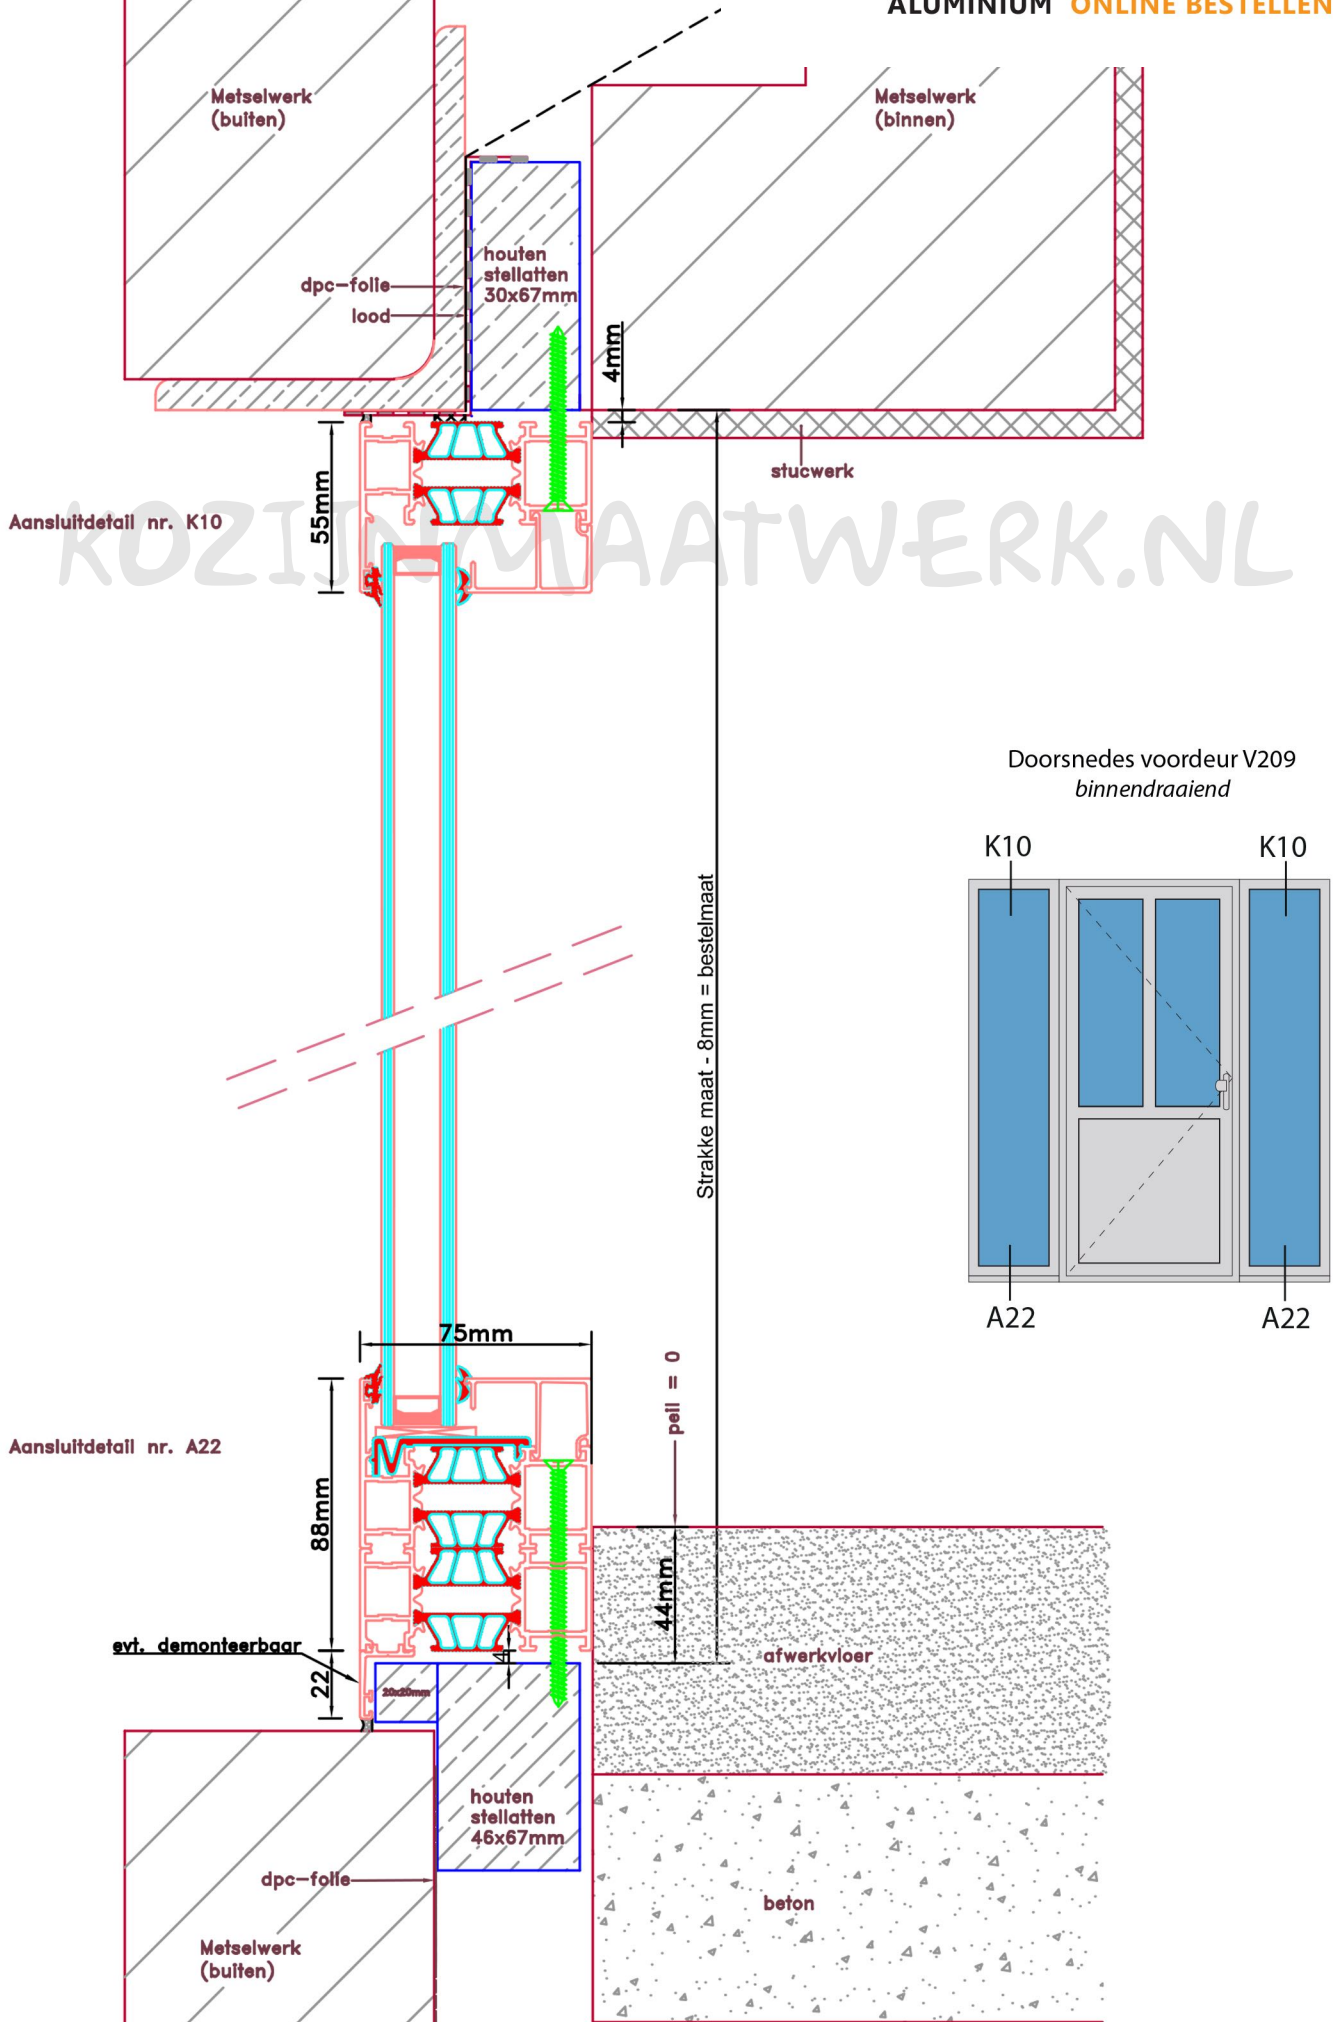 ALUMINIUM ONLINE BESTELLEN
Metselwerk
(buiten)
Metselwerk
(binnen)
houten
stellatten
30x67mm
dpc-folie
lood
4mm
stucwerk
55mm
Aansluitdetail nr. K10
KOZIJNMAATWERK.NL
Doorsnedes voordeur V209
binnendraaiend
K10
K10
Strakke maat - 8mm = bestelmaat
A22
A22
75mm
peil = 0
Aansluitdetail nr. A22
88mm
44mm
evt. demonteerbaar
4
afwerkvloer
22
20x20mm
houten
stellatten
46x67mm
dpc-folie
beton
Metselwerk
(buiten)